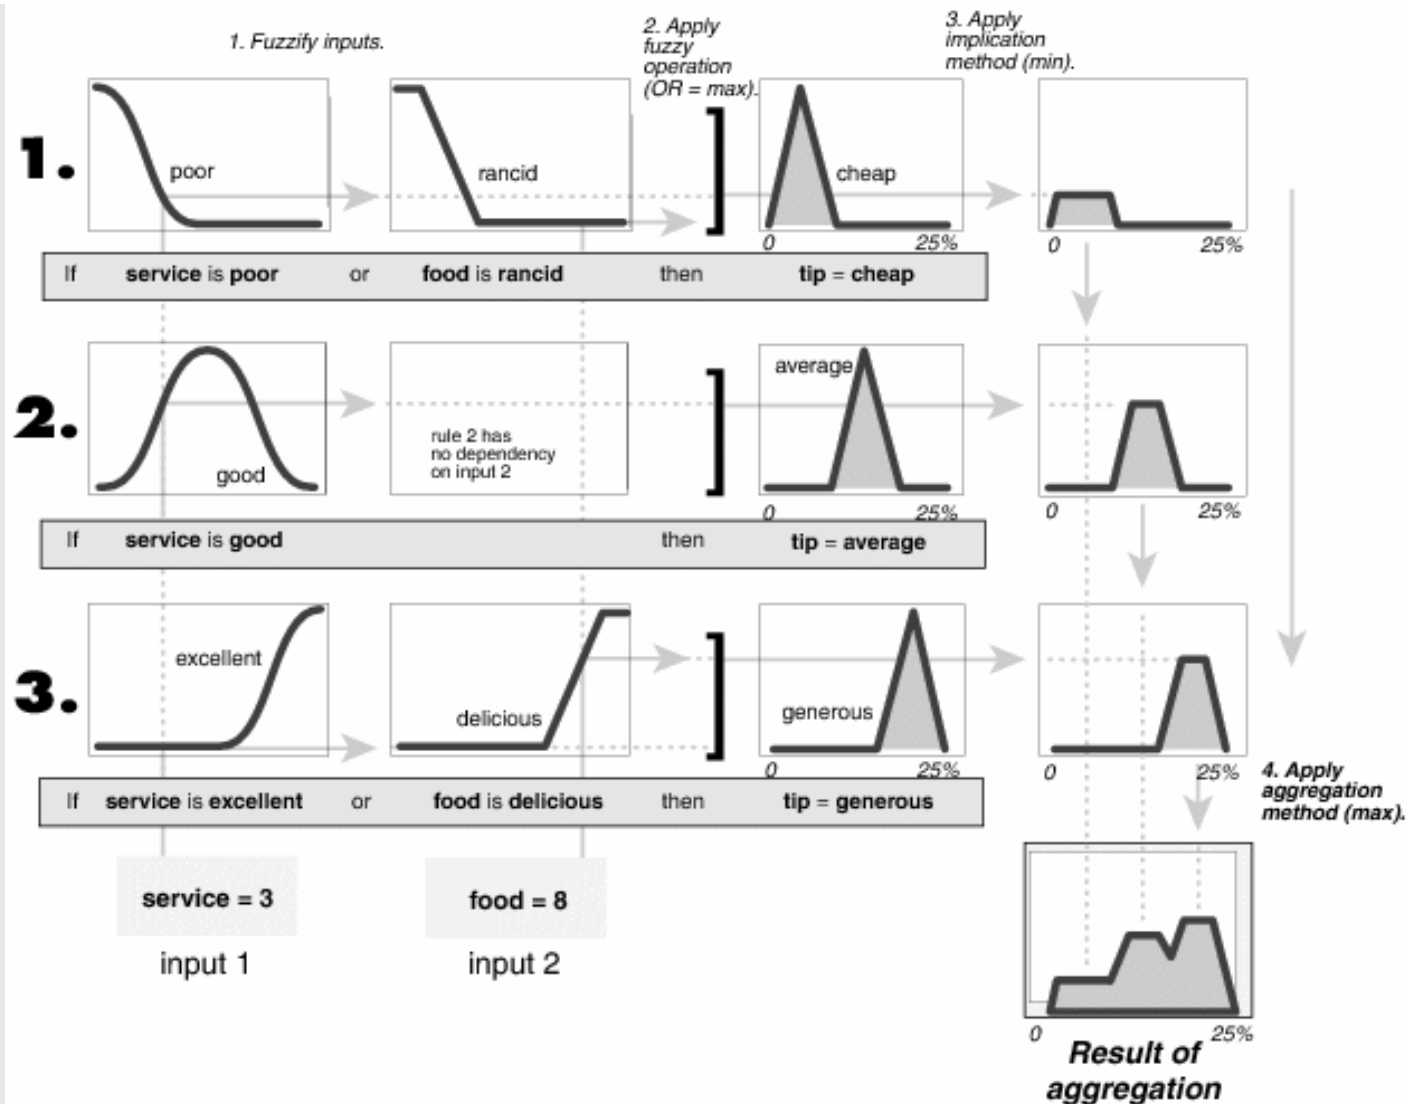 1. Fuzzify inputs.
2. Apply
fuzzy
operation
(OR = max).
3. Apply
implication
method (min).
1.
poor
rancid
cheap
0
25%
0
25%
If service is poor or food is rancid then tip = cheap
2.
good
rule 2 has
no dependency
on input 2
average
0
25%
0
25%
If service is good then tip = average
3.
excellent
delicious
generous
0
25%
0
25%
If service is excellent or food is delicious then tip = generous
4. Apply
aggregation
method (max).
service = 3
food = 8
input 1
input 2
0
25%
Result of
aggregation